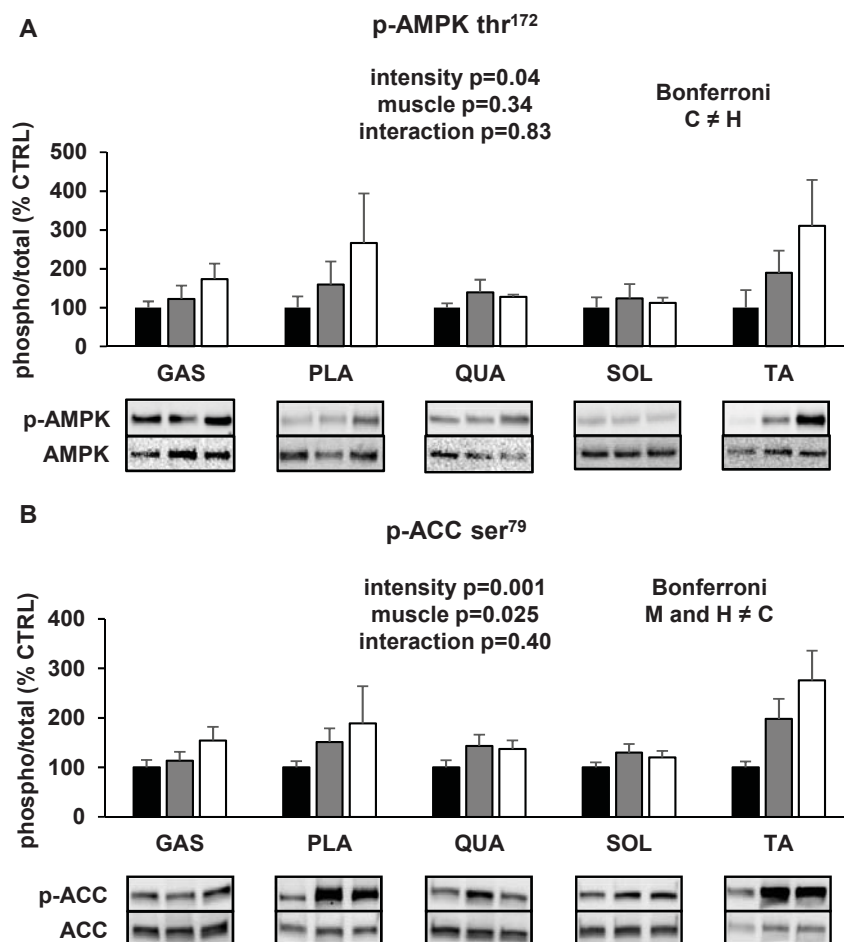 A
p-AMPK thr¹⁷²
intensity p=0.04
muscle p=0.34
interaction p=0.83
Bonferroni
C ≠ H
phospho/total (% CTRL)
500
400
300
200
100
0
GAS PLA QUA SOL TA
p-AMPK
AMPK
B
p-ACC ser⁷⁹
intensity p=0.001
muscle p=0.025
interaction p=0.40
Bonferroni
M and H ≠ C
phospho/total (% CTRL)
400
300
200
100
0
GAS PLA QUA SOL TA
p-ACC
ACC